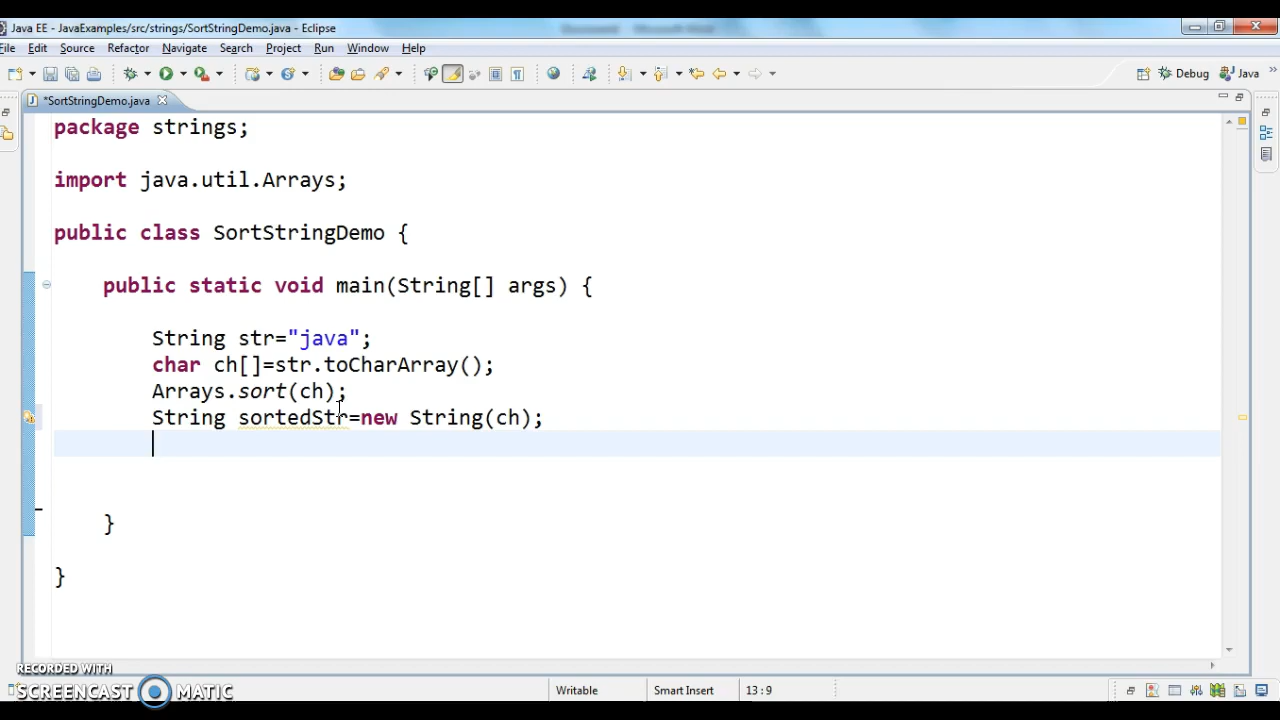 Java EE - JavaExamples/src/strings/SortStringDemo.java - Eclipse
File Edit Source Refactor Navigate Search Project Run Window Help
Debug Java
*SortStringDemo.java
package strings;
import java.util.Arrays;
public class SortStringDemo {
public static void main(String[] args) {
String str="java";
char ch[]=str.toCharArray();
Arrays.sort(ch);
String sortedStr=new String(ch);
}
}
RECORDED WITH
SCREENCAST MATIC
Writable Smart Insert 13 : 9